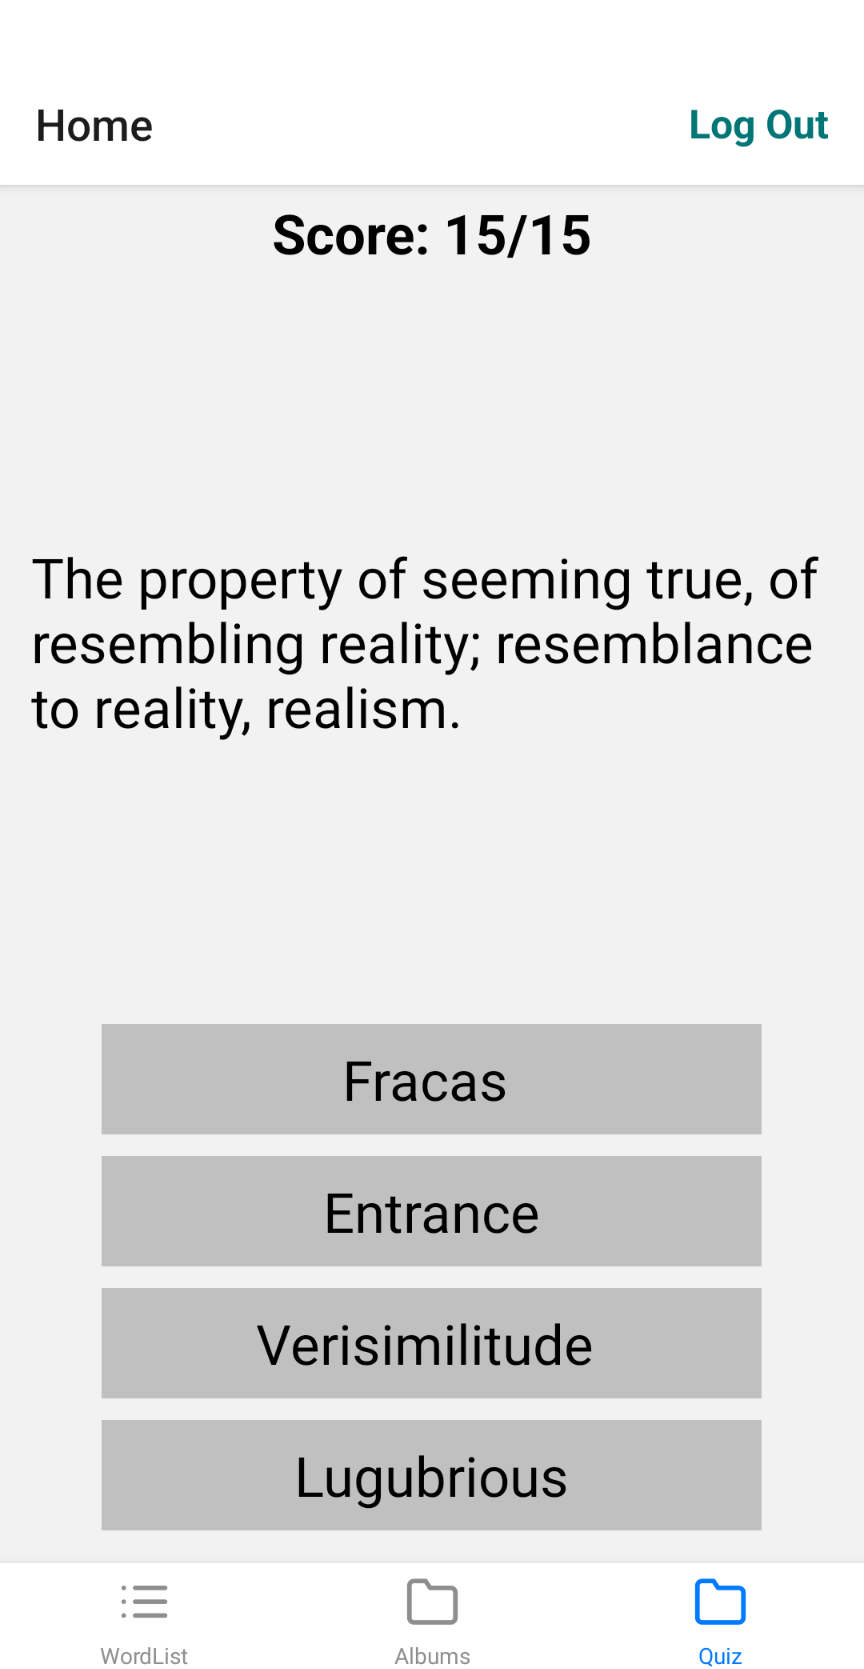 Home
Log Out
Score: 15/15
The property of seeming true, of
resembling reality; resemblance
to reality, realism.
Fracas
Entrance
Verisimilitude
Lugubrious
WordList
Albums
Quiz